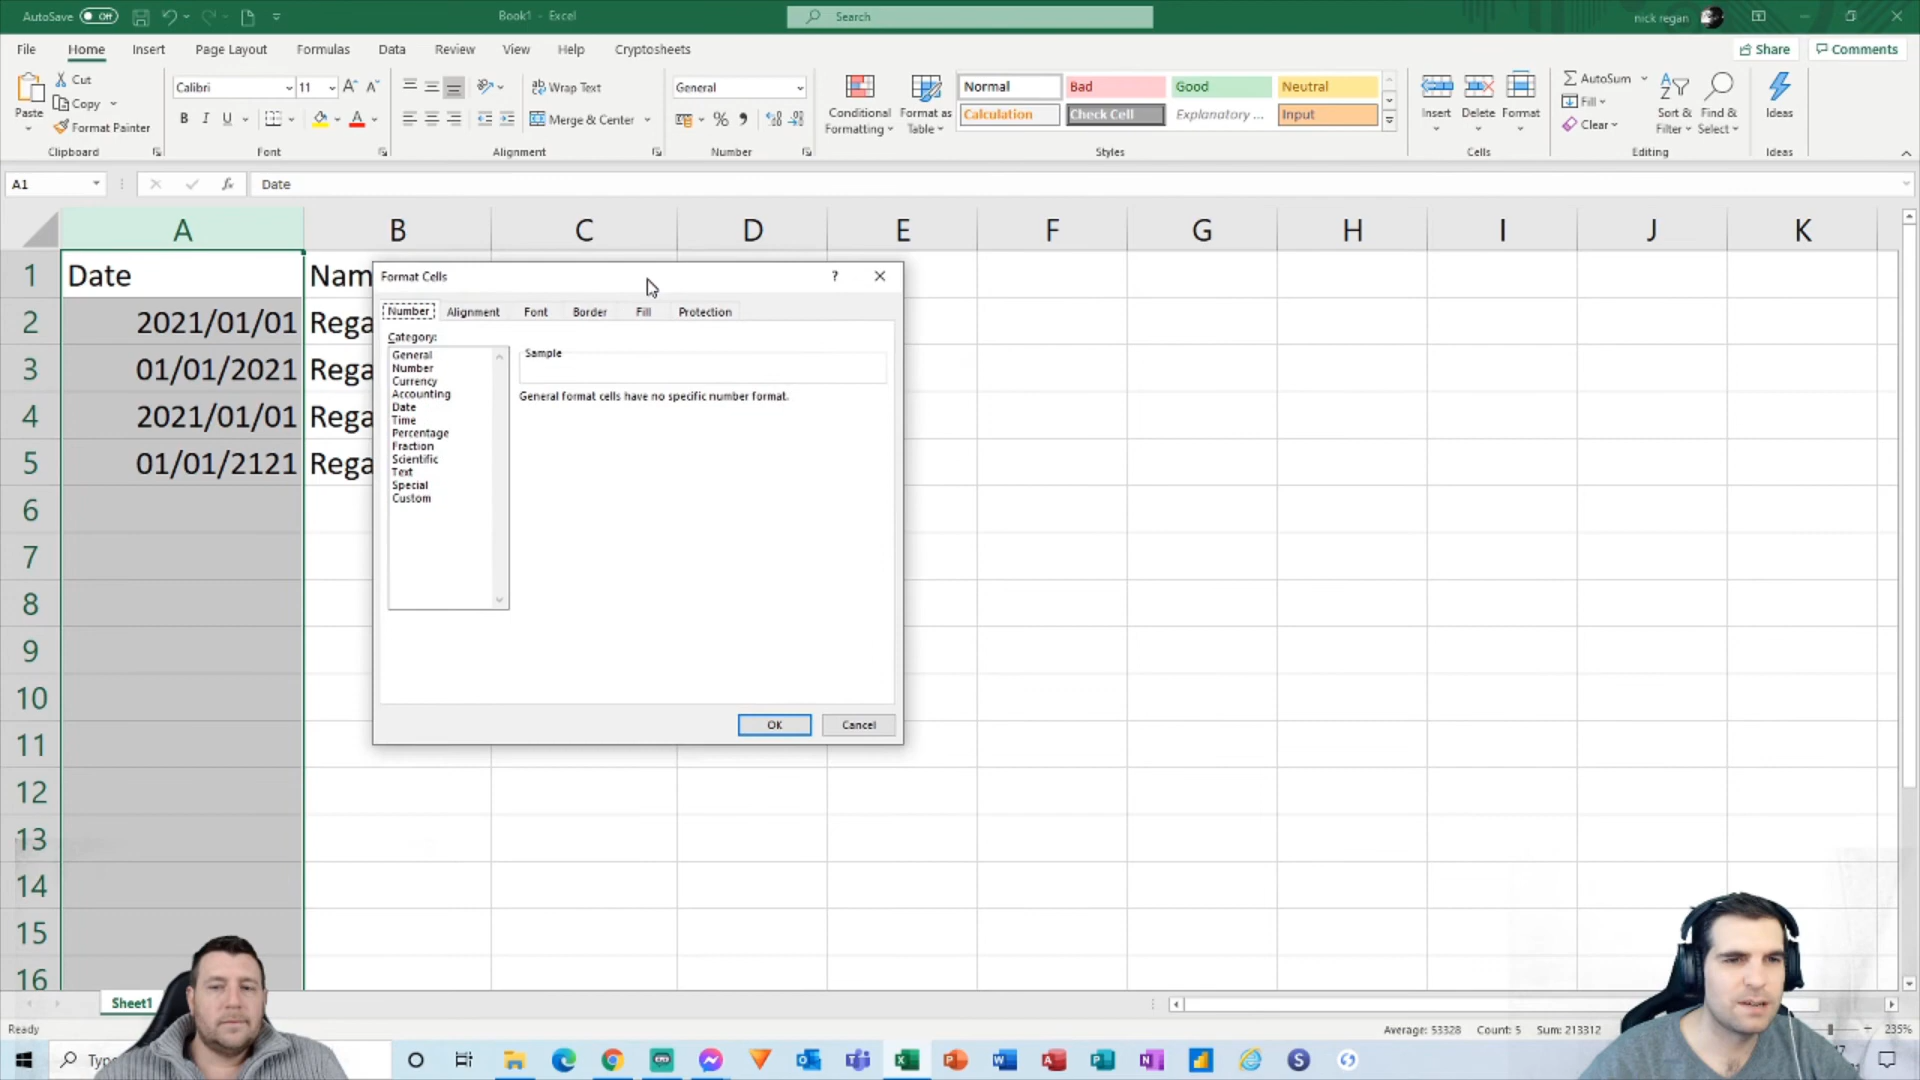 AutoSave Off Book1 - Excel Search nick regan
File Home Insert Page Layout Formulas Data Review View Help Cryptosheets Share Comments
Cut
Copy
Format Painter
Paste
Clipboard
Calibri 11
B I U
Font
Wrap Text
Merge & Center
Alignment
General
Number
Conditional Formatting
Format as Table
Normal Bad Good Neutral
Calculation Check Cell Explanatory ... Input
Styles
Insert Delete Format
Cells
AutoSum
Fill
Clear
Sort & Filter
Find & Select
Editing
Ideas
Ideas
A1 fx Date
A B C D E F G H I J K
1 Date Nam
2 2021/01/01 Rega
3 01/01/2021 Rega
4 2021/01/01 Rega
5 01/01/2121 Rega
6
7
8
9
10
11
12
13
14
15
16
Format Cells ?
Number Alignment Font Border Fill Protection
Category:
General
Number
Currency
Accounting
Date
Time
Percentage
Fraction
Scientific
Text
Special
Custom
Sample
General format cells have no specific number format.
OK Cancel
Sheet1
Ready Average: 53328 Count: 5 Sum: 213312 235%
Typ